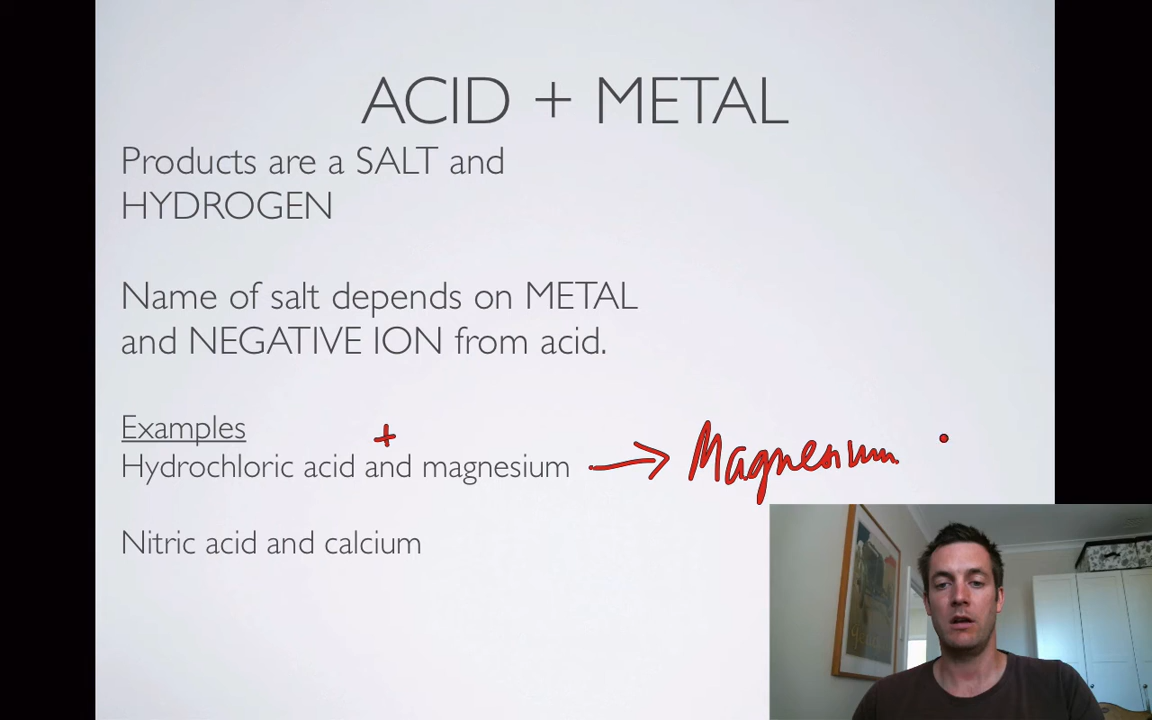 ACID + METAL
Products are a SALT and
HYDROGEN
Name of salt depends on METAL
and NEGATIVE ION from acid.
Examples
+
Hydrochloric acid and magnesium → Magnesium
Nitric acid and calcium